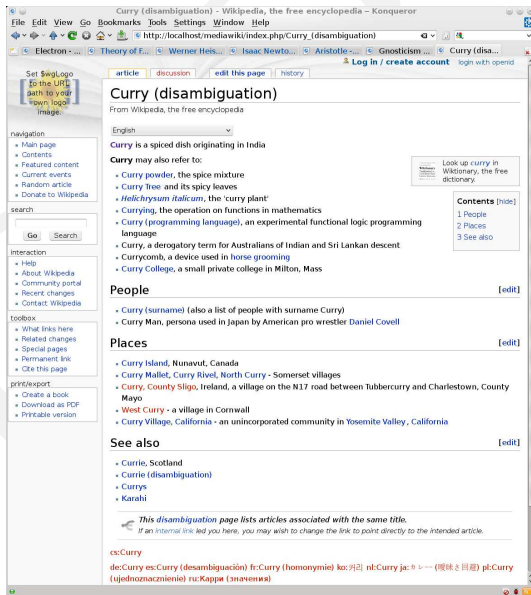 Curry (disambiguation) – Wikipedia, the free encyclopedia – Konqueror
File Edit View Go Bookmarks Tools Settings Window Help
http://localhost/mediawiki/index.php/Curry_(disambiguation)
Electron - ... Theory of F... Werner Heis... Isaac Newto... Aristotle -... Gnosticism ... Curry (disa...
Log in / create account login with openid
Set $wgLogo
to the URL
path to your
own logo
image.
article discussion edit this page history
Curry (disambiguation)
From Wikipedia, the free encyclopedia
English
Curry is a spiced dish originating in India
Curry may also refer to:
Curry powder, the spice mixture
Curry Tree and its spicy leaves
Helichrysum italicum, the 'curry plant'
Currying, the operation on functions in mathematics
Curry (programming language), an experimental functional logic programming
language
Curry, a derogatory term for Australians of Indian and Sri Lankan descent
Currycomb, a device used in horse grooming
Curry College, a small private college in Milton, Mass
Look up curry in
Wiktionary, the free
dictionary.
Contents [hide]
1 People
2 Places
3 See also
navigation
Main page
Contents
Featured content
Current events
Random article
Donate to Wikipedia
search
Go Search
interaction
Help
About Wikipedia
Community portal
Recent changes
Contact Wikipedia
toolbox
What links here
Related changes
Special pages
Permanent link
Cite this page
print/export
Create a book
Download as PDF
Printable version
People [edit]
Curry (surname) (also a list of people with surname Curry)
Curry Man, persona used in Japan by American pro wrestler Daniel Covell
Places [edit]
Curry Island, Nunavut, Canada
Curry Mallet, Curry Rivel, North Curry - Somerset villages
Curry, County Sligo, Ireland, a village on the N17 road between Tubbercurry and Charlestown, County
Mayo
West Curry - a village in Cornwall
Curry Village, California - an unincorporated community in Yosemite Valley, California
See also [edit]
Currie, Scotland
Currie (disambiguation)
Currys
Karahi
This disambiguation page lists articles associated with the same title.
If an internal link led you here, you may wish to change the link to point directly to the intended article.
cs:Curry
de:Curry es:Curry (desambiguación) fr:Curry (homonymie) ko:커리 nl:Curry ja:カレー (曖昧さ回避) pl:Curry
(ujednoznacznienie) ru:Карри (значения)